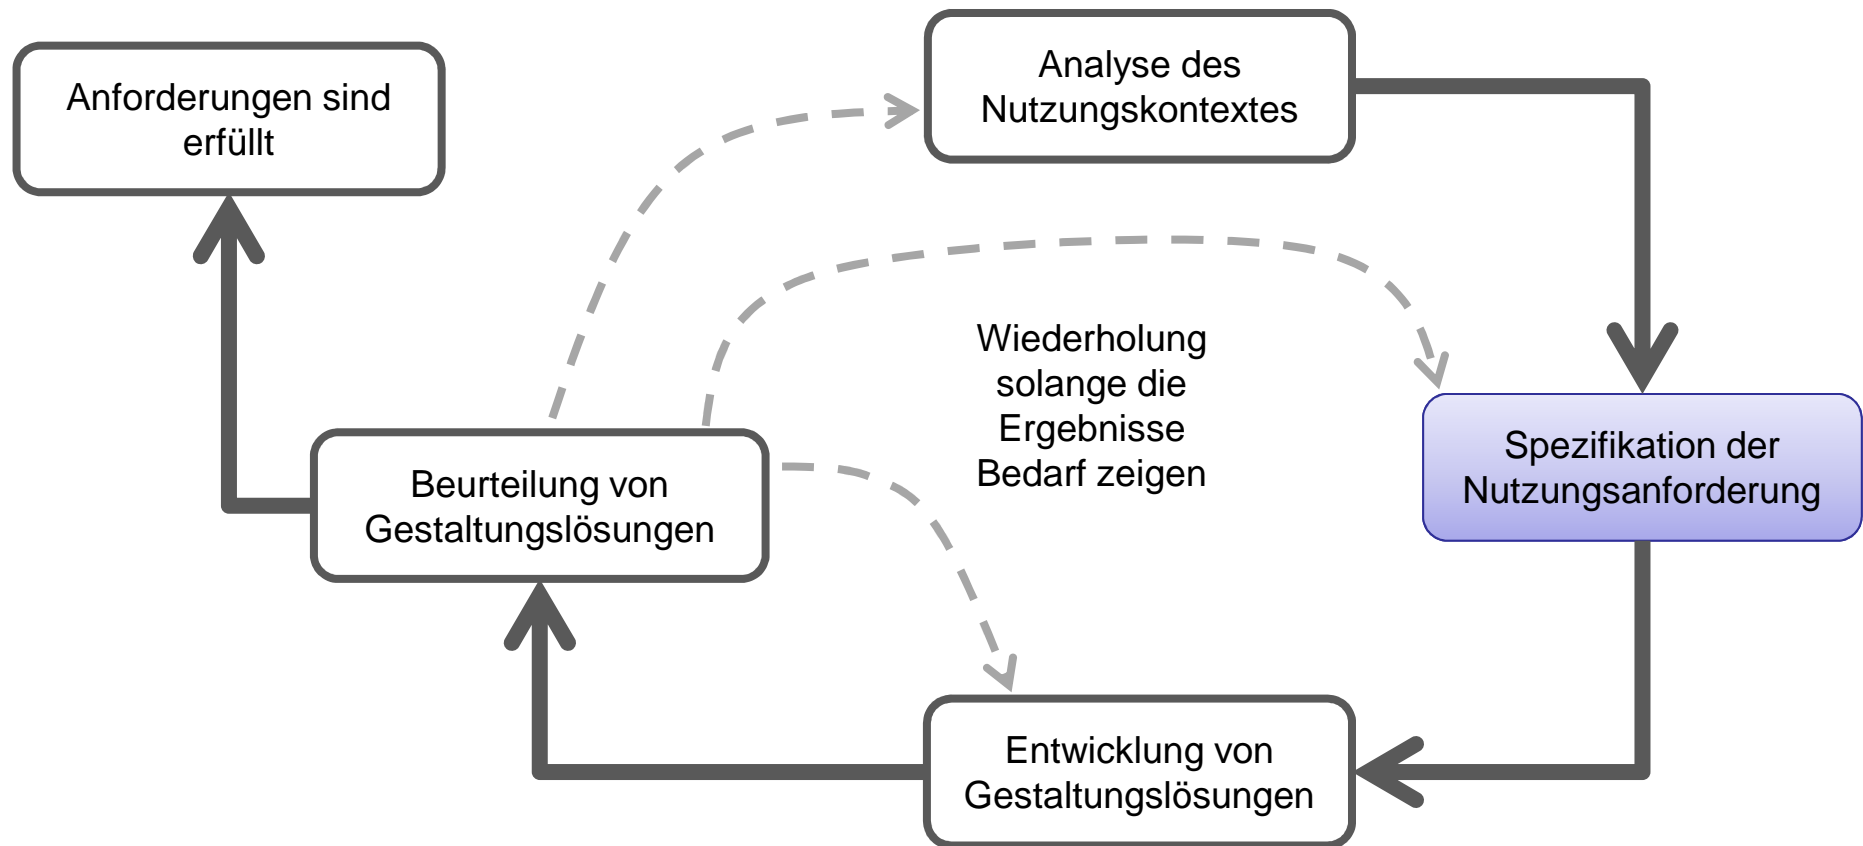 Anforderungen sind
erfüllt
Analyse des
Nutzungskontextes
Wiederholung
solange die
Ergebnisse
Bedarf zeigen
Spezifikation der
Nutzungsanforderung
Beurteilung von
Gestaltungslösungen
Entwicklung von
Gestaltungslösungen